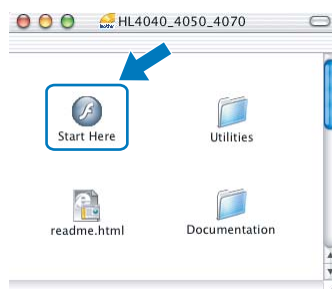 HL4040_4050_4070
Start Here
Utilities
readme.html
Documentation